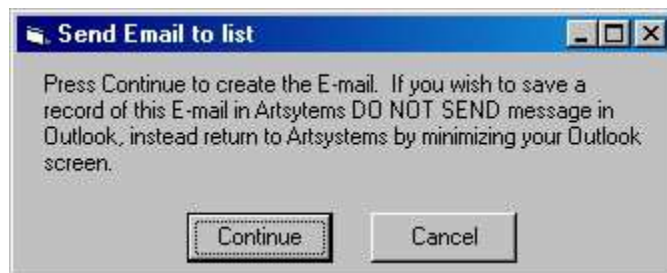 Send Email to list
Press Continue to create the E-mail. If you wish to save a
record of this E-mail in Artsytems DO NOT SEND message in
Outlook, instead return to Artsystems by minimizing your Outlook
screen.
Continue Cancel